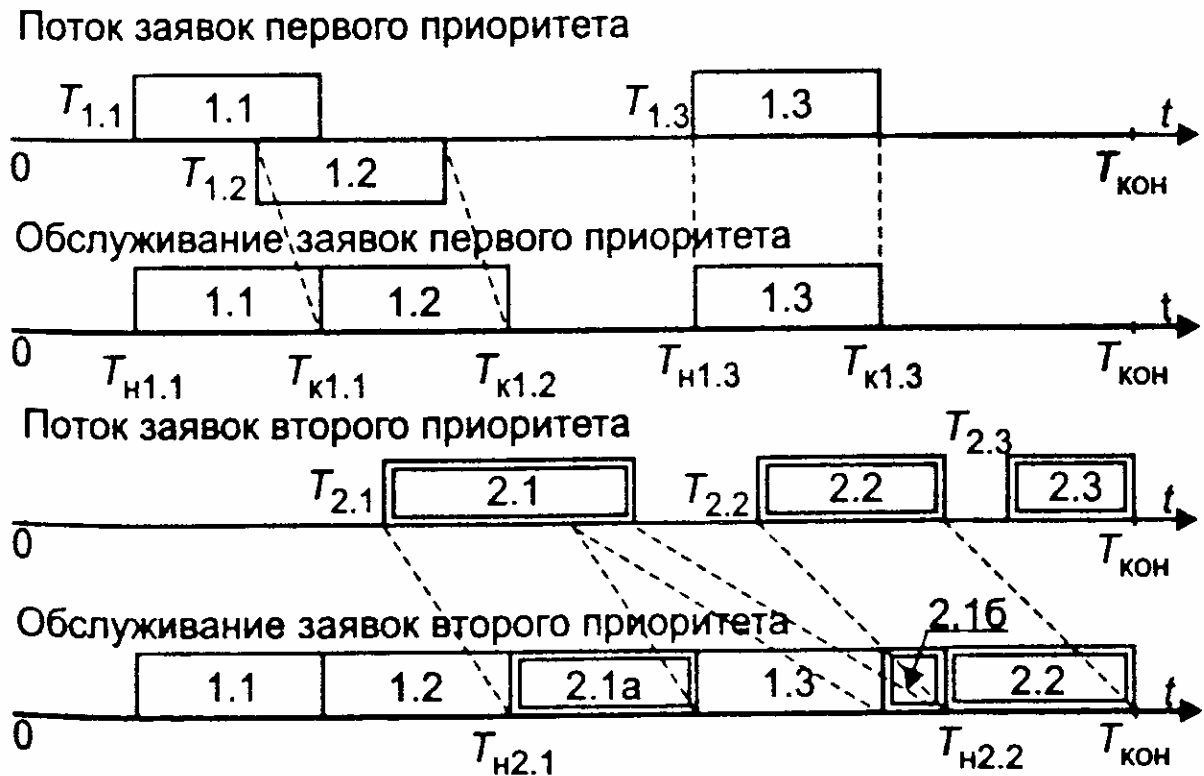 Поток заявок первого приоритета
T1.1 1.1 T1.3 1.3 t
0 T1.2 1.2 Tкон
Обслуживание заявок первого приоритета
1.1 1.2 1.3 t
0 Tн1.1 Tк1.1 Tк1.2 Tн1.3 Tк1.3 Tкон
Поток заявок второго приоритета T2.3
T2.1 2.1 T2.2 2.2 2.3 t
0 Tкон
Обслуживание заявок второго приоритета 2.1б
1.1 1.2 2.1а 1.3 2.2 t
0 Tн2.1 Tн2.2 Tкон